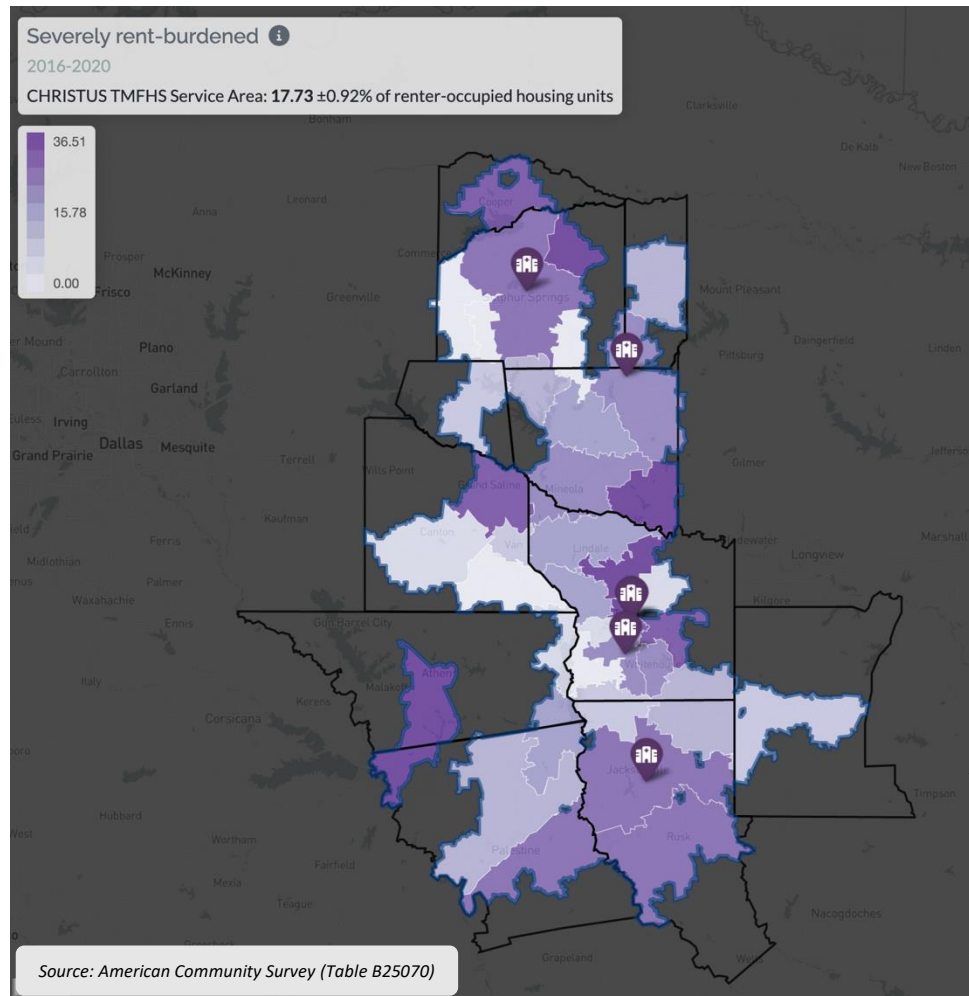 Severely rent-burdened
2016-2020
CHRISTUS TMFHS Service Area: 17.73 ±0.92% of renter-occupied housing units
36.51
15.78
0.00
Clarksville
Bonham
De Kalb
New Boston
Leonard
Anna
Cooper
Prosper
McKinney
Frisco
Greenville
Sulphur Springs
Mount Pleasant
Plano
Pittsburg
Daingerfield
Linden
Carrollton
Garland
Irving
Dallas
Mesquite
Grand Prairie
Terrell
Wills Point
Gilmer
Grand Saline
Mineola
Kaufman
Canton
Van
Lindale
Ferris
Longview
Marshall
Midlothian
Palmer
Waxahachie
Ennis
Gun Barrel City
Kilgore
Italy
Athens
Malakoff
Kerens
Corsicana
Timpson
Hubbard
West
Wortham
Rusk
Palestine
Fairfield
Mexia
Teague
Nacogdoches
Grapeland
Source: American Community Survey (Table B25070)